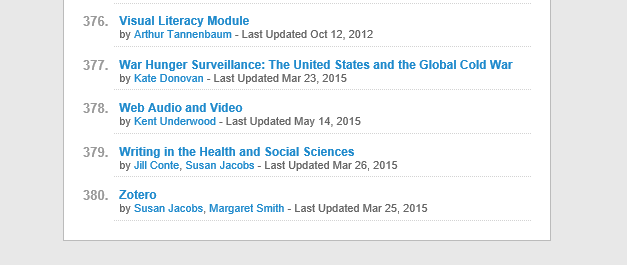 376. Visual Literacy Module
by Arthur Tannenbaum - Last Updated Oct 12, 2012
377. War Hunger Surveillance: The United States and the Global Cold War
by Kate Donovan - Last Updated Mar 23, 2015
378. Web Audio and Video
by Kent Underwood - Last Updated May 14, 2015
379. Writing in the Health and Social Sciences
by Jill Conte, Susan Jacobs - Last Updated Mar 26, 2015
380. Zotero
by Susan Jacobs, Margaret Smith - Last Updated Mar 25, 2015